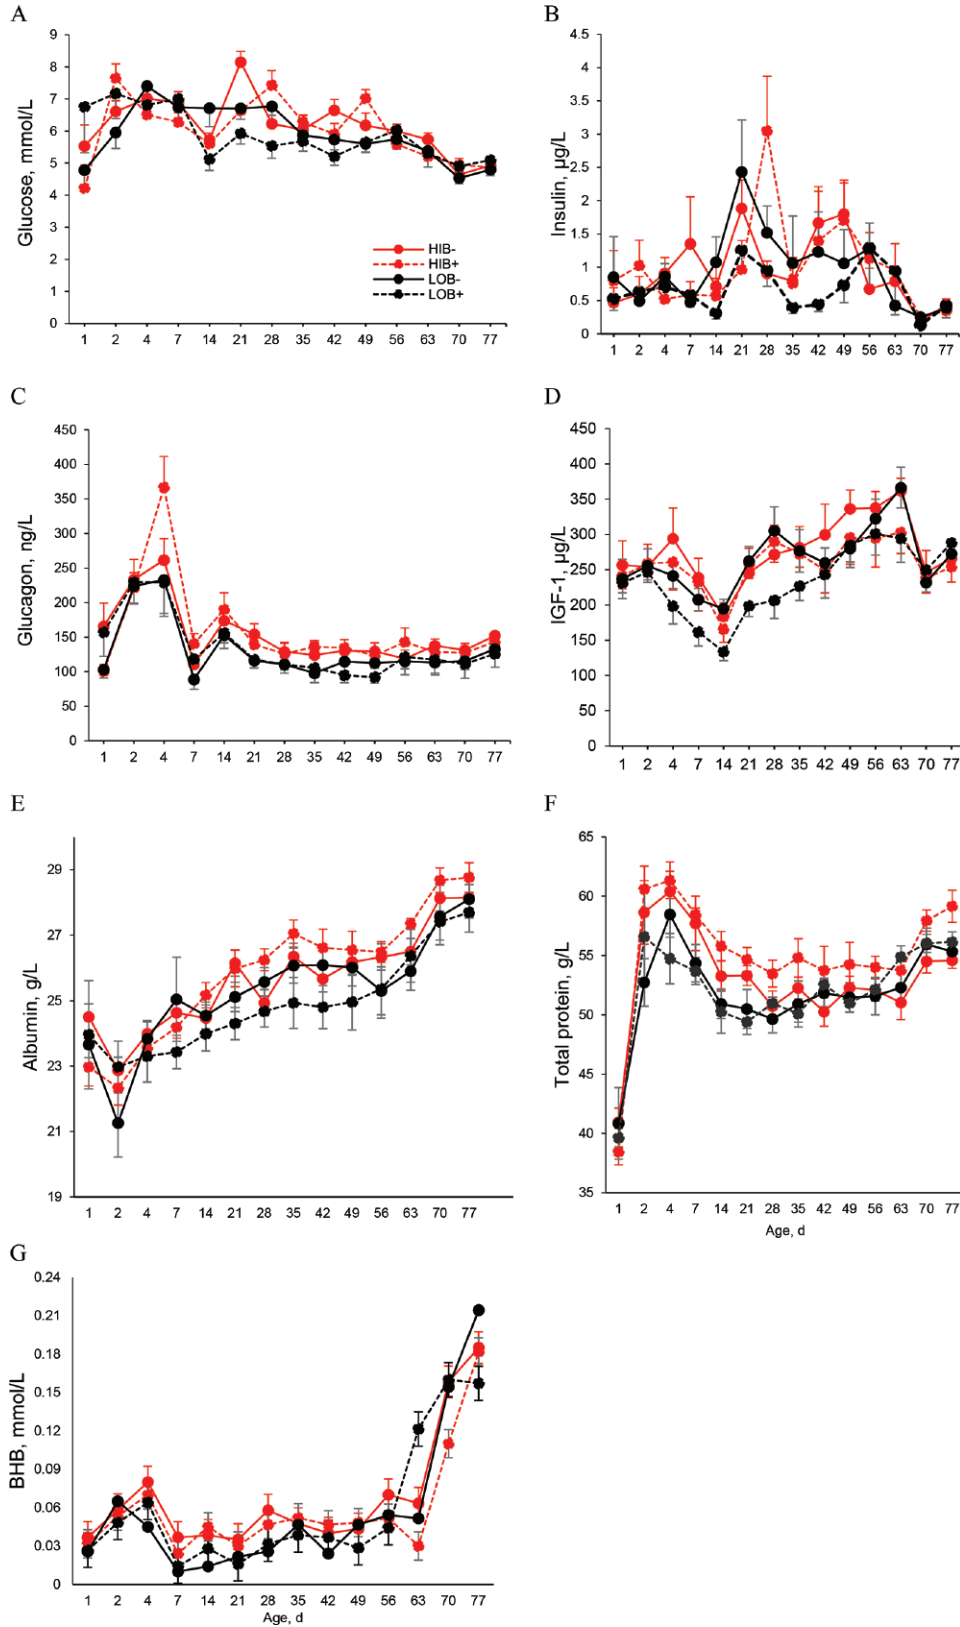 A
Glucose, mmol/L
9
8
7
6
5
4
3
2
1
0
HIB-
HIB+
LOB-
LOB+
1 2 4 7 14 21 28 35 42 49 56 63 70 77
B
Insulin, µg/L
4.5
4
3.5
3
2.5
2
1.5
1
0.5
0
1 2 4 7 14 21 28 35 42 49 56 63 70 77
C
Glucagon, ng/L
450
400
350
300
250
200
150
100
50
0
1 2 4 7 14 21 28 35 42 49 56 63 70 77
D
IGF-1, µg/L
450
400
350
300
250
200
150
100
50
0
1 2 4 7 14 21 28 35 42 49 56 63 70 77
E
Albumin, g/L
29
27
25
23
21
19
1 2 4 7 14 21 28 35 42 49 56 63 70 77
F
Total protein, g/L
65
60
55
50
45
40
35
1 2 4 7 14 21 28 35 42 49 56 63 70 77
Age, d
G
BHB, mmol/L
0.24
0.21
0.18
0.15
0.12
0.09
0.06
0.03
0
1 2 4 7 14 21 28 35 42 49 56 63 70 77
Age, d